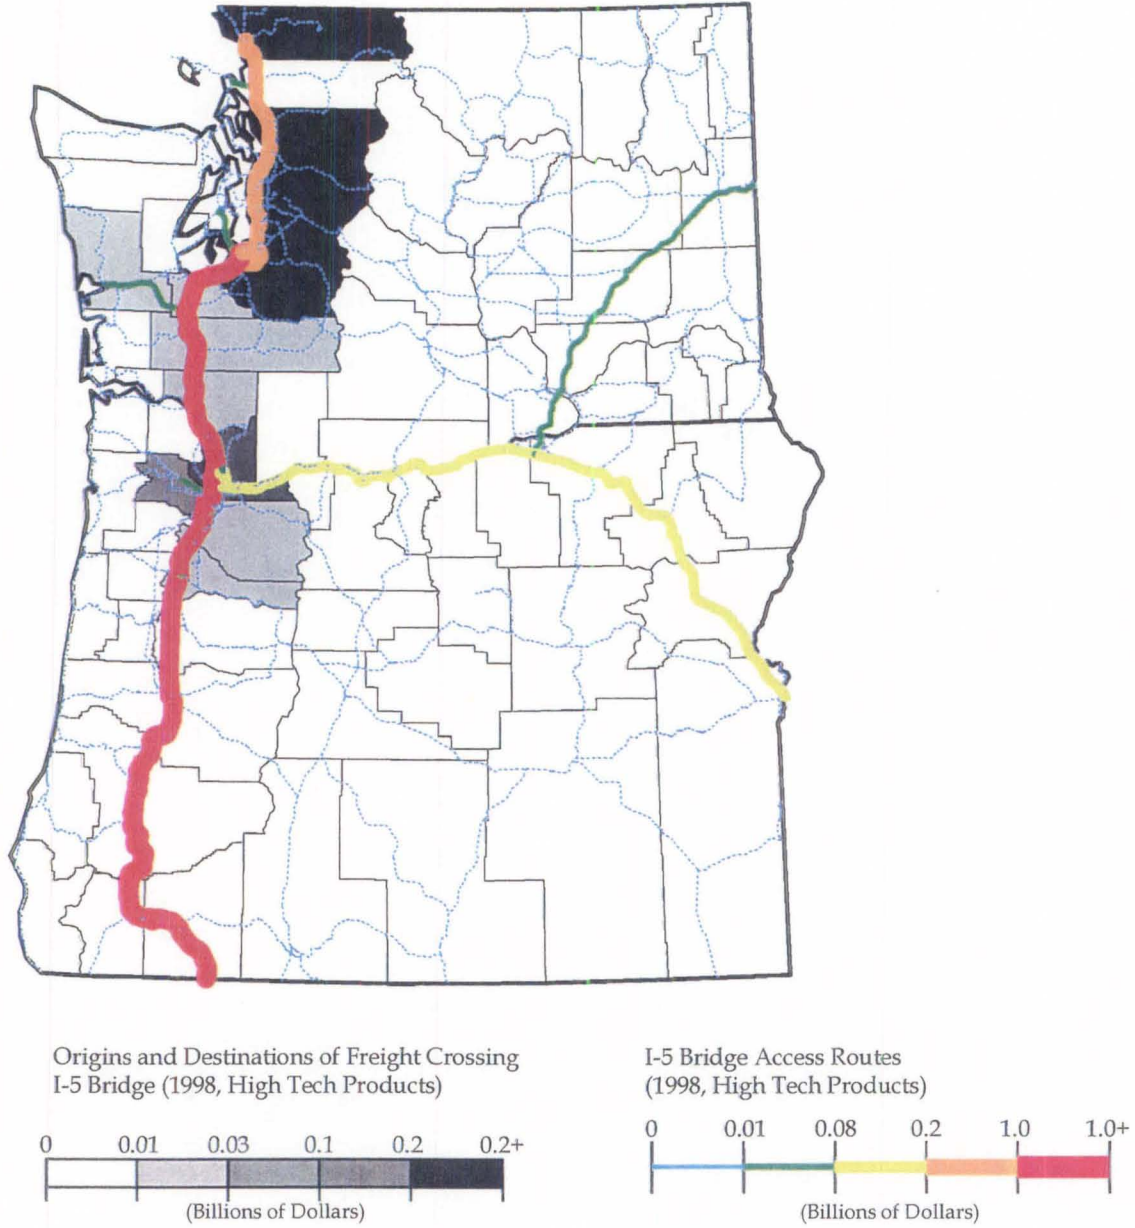 Origins and Destinations of Freight Crossing
I-5 Bridge (1998, High Tech Products)
0 0.01 0.03 0.1 0.2 0.2+
(Billions of Dollars)
I-5 Bridge Access Routes
(1998, High Tech Products)
0 0.01 0.08 0.2 1.0 1.0+
(Billions of Dollars)